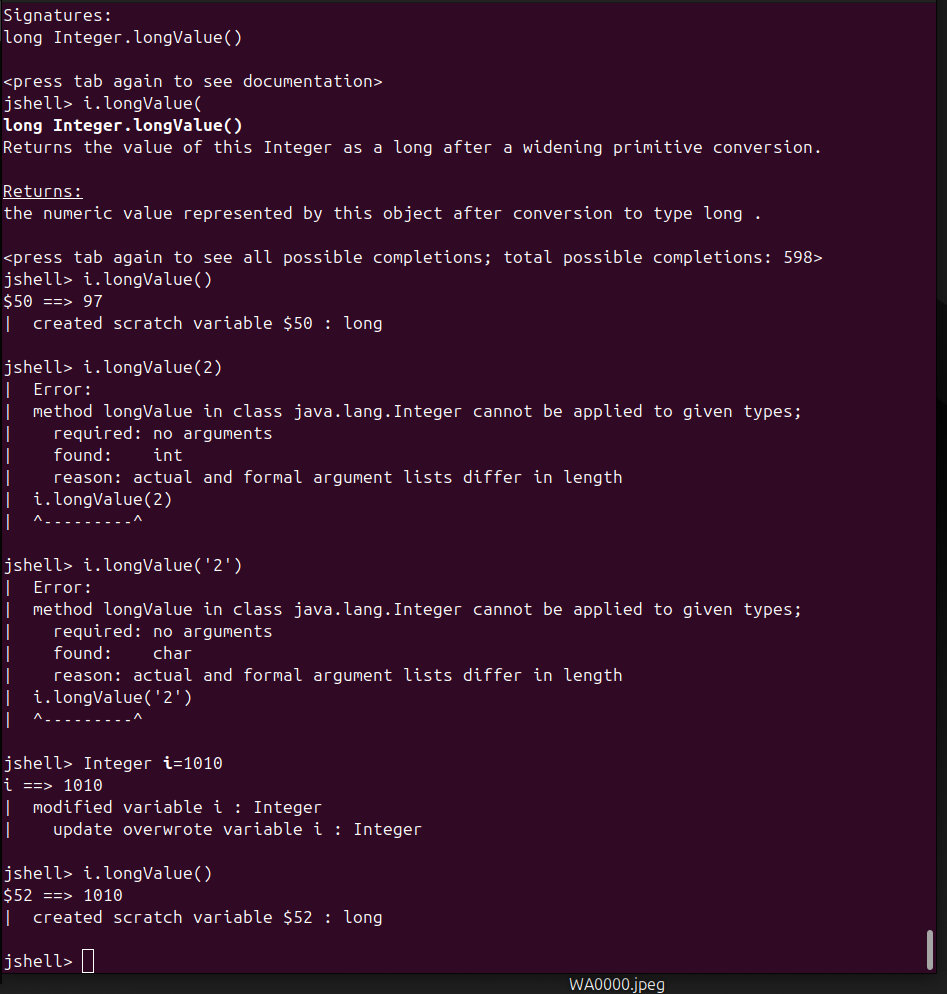 Signatures:
long Integer.longValue()
<press tab again to see documentation>
jshell> i.longValue(
long Integer.longValue()
Returns the value of this Integer as a long after a widening primitive conversion.
Returns:
the numeric value represented by this object after conversion to type long .
<press tab again to see all possible completions; total possible completions: 598>
jshell> i.longValue()
$50 ==> 97
|  created scratch variable $50 : long
jshell> i.longValue(2)
|  Error:
|  method longValue in class java.lang.Integer cannot be applied to given types;
|    required: no arguments
|    found:    int
|    reason: actual and formal argument lists differ in length
|  i.longValue(2)
|  ^---------^
jshell> i.longValue('2')
|  Error:
|  method longValue in class java.lang.Integer cannot be applied to given types;
|    required: no arguments
|    found:    char
|    reason: actual and formal argument lists differ in length
|  i.longValue('2')
|  ^---------^
jshell> Integer i=1010
i ==> 1010
|  modified variable i : Integer
|    update overwrote variable i : Integer
jshell> i.longValue()
$52 ==> 1010
|  created scratch variable $52 : long
jshell>
WA0000.jpeg